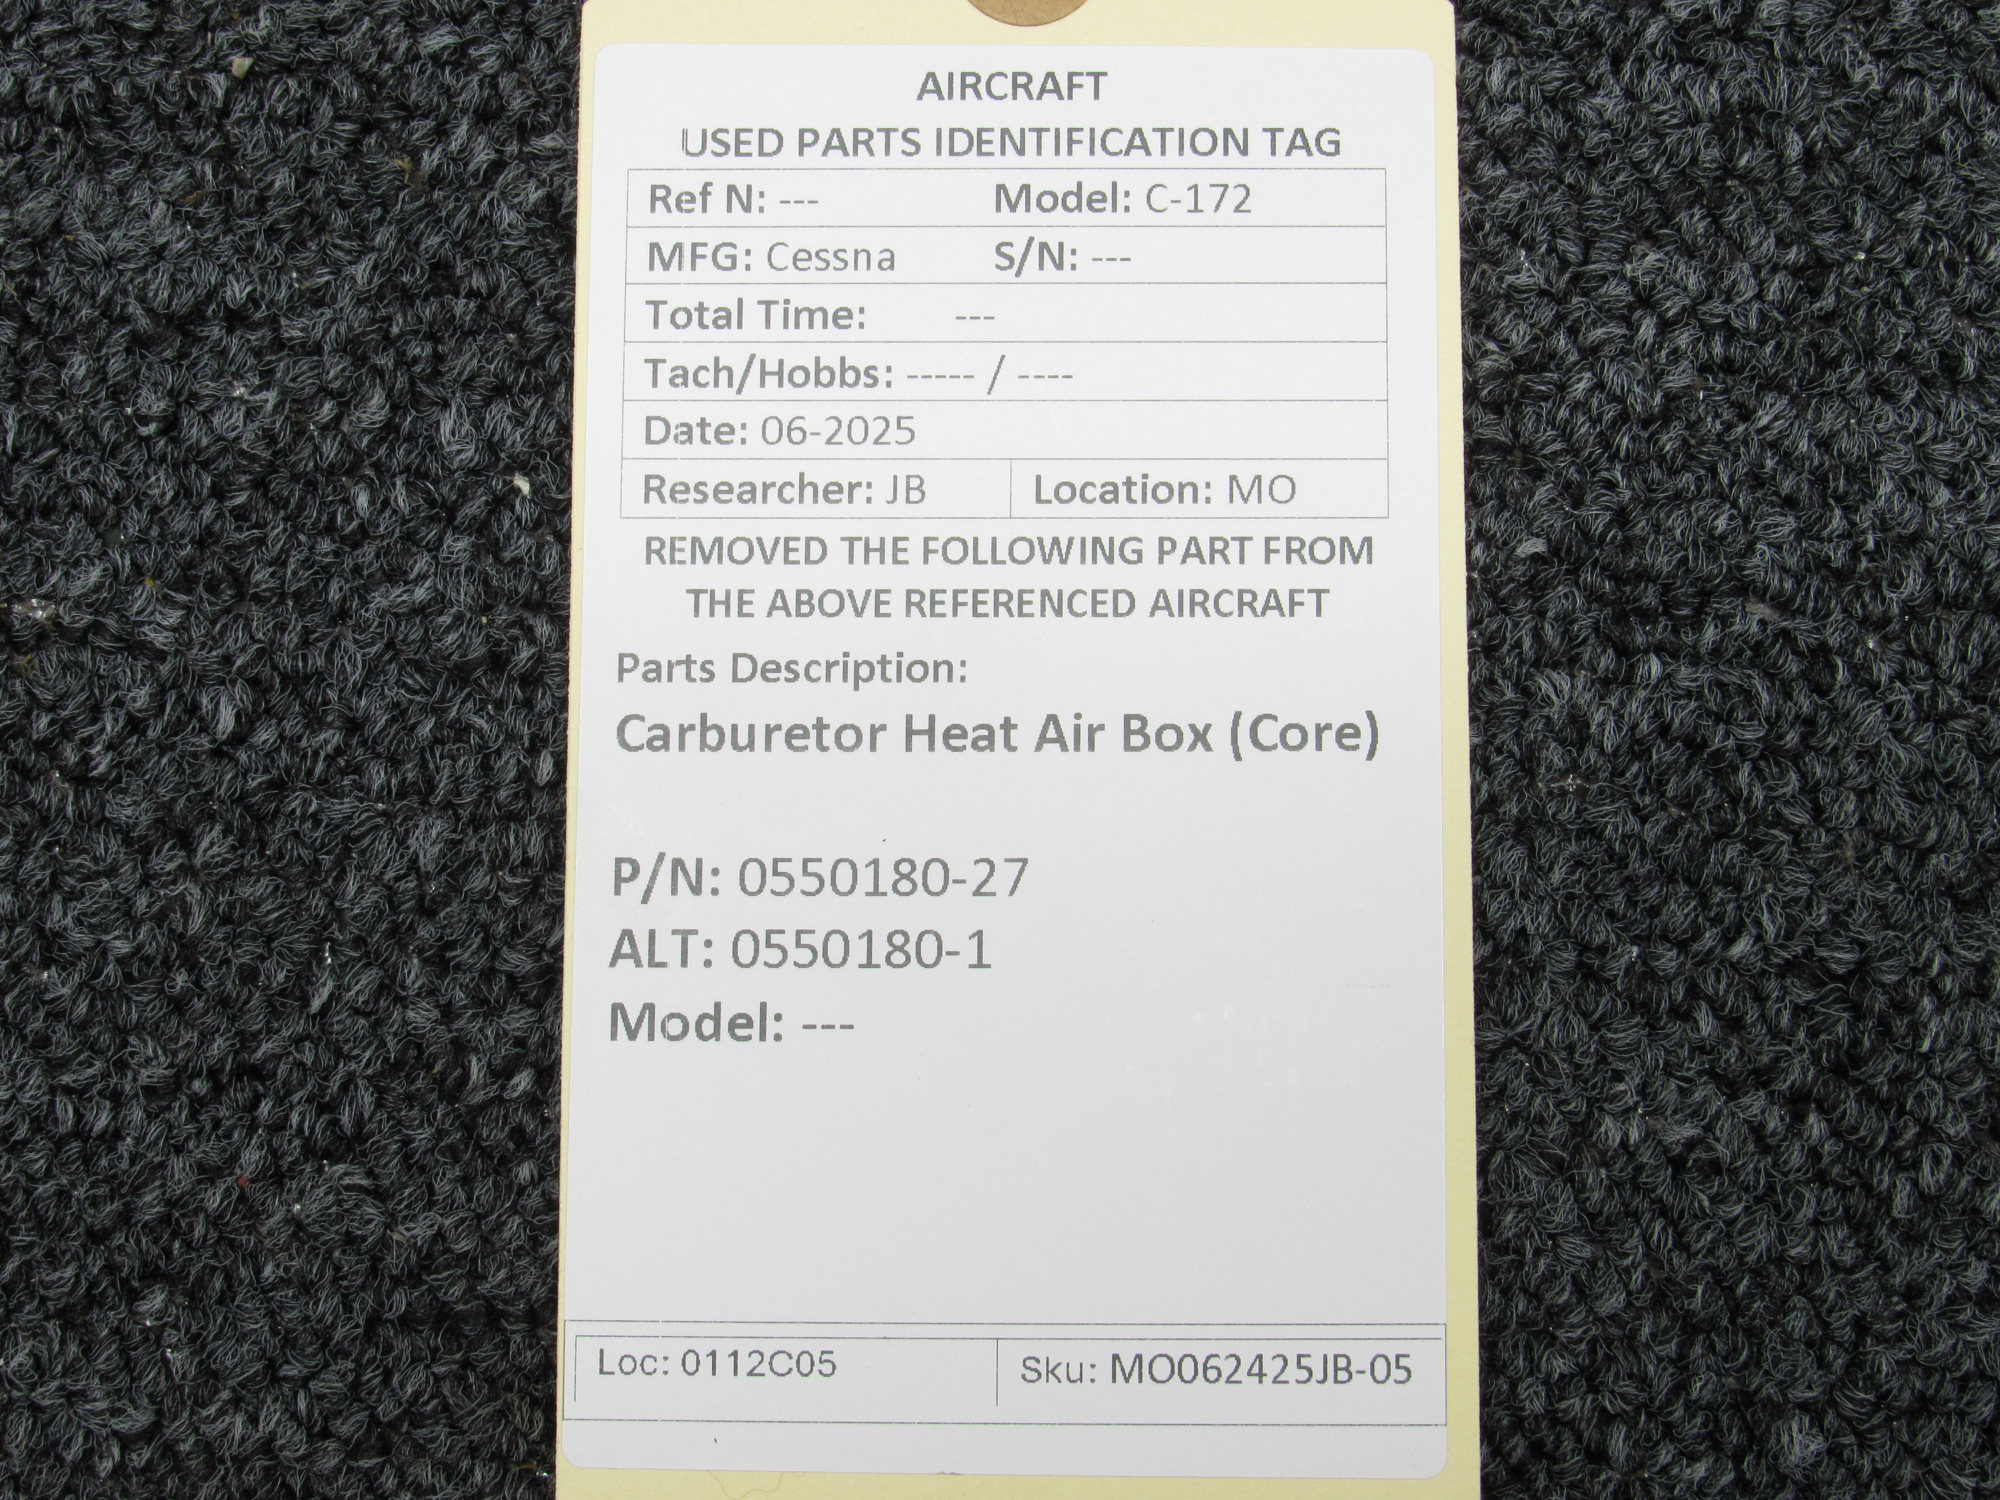 AIRCRAFT
USED PARTS IDENTIFICATION TAG
Ref N: --- Model: C-172
MFG: Cessna S/N: ---
Total Time: ---
Tach/Hobbs: ----- / ----
Date: 06-2025
Researcher: JB Location: MO
REMOVED THE FOLLOWING PART FROM
THE ABOVE REFERENCED AIRCRAFT
Parts Description:
Carburetor Heat Air Box (Core)
P/N: 0550180-27
ALT: 0550180-1
Model: ---
Loc: 0112C05 Sku: MO062425JB-05